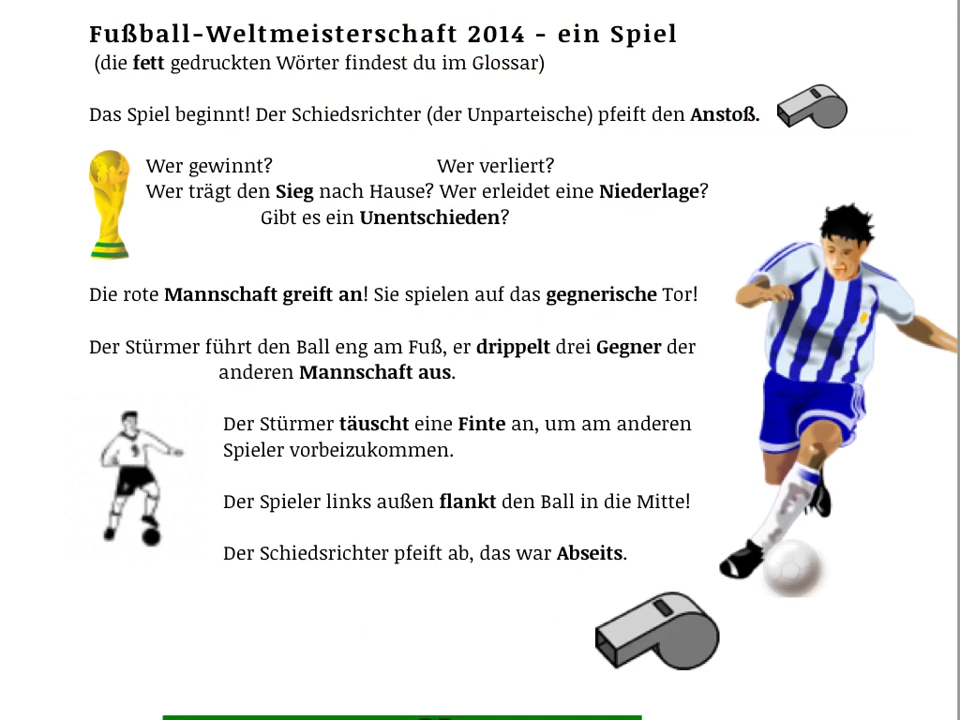 Fußball-Weltmeisterschaft 2014 - ein Spiel
(die fett gedruckten Wörter findest du im Glossar)
Das Spiel beginnt! Der Schiedsrichter (der Unparteische) pfeift den Anstoß.
Wer gewinnt? Wer verliert?
Wer trägt den Sieg nach Hause? Wer erleidet eine Niederlage?
Gibt es ein Unentschieden?
Die rote Mannschaft greift an! Sie spielen auf das gegnerische Tor!
Der Stürmer führt den Ball eng am Fuß, er drippelt drei Gegner der
anderen Mannschaft aus.
Der Stürmer täuscht eine Finte an, um am anderen
Spieler vorbeizukommen.
Der Spieler links außen flankt den Ball in die Mitte!
Der Schiedsrichter pfeift ab, das war Abseits.